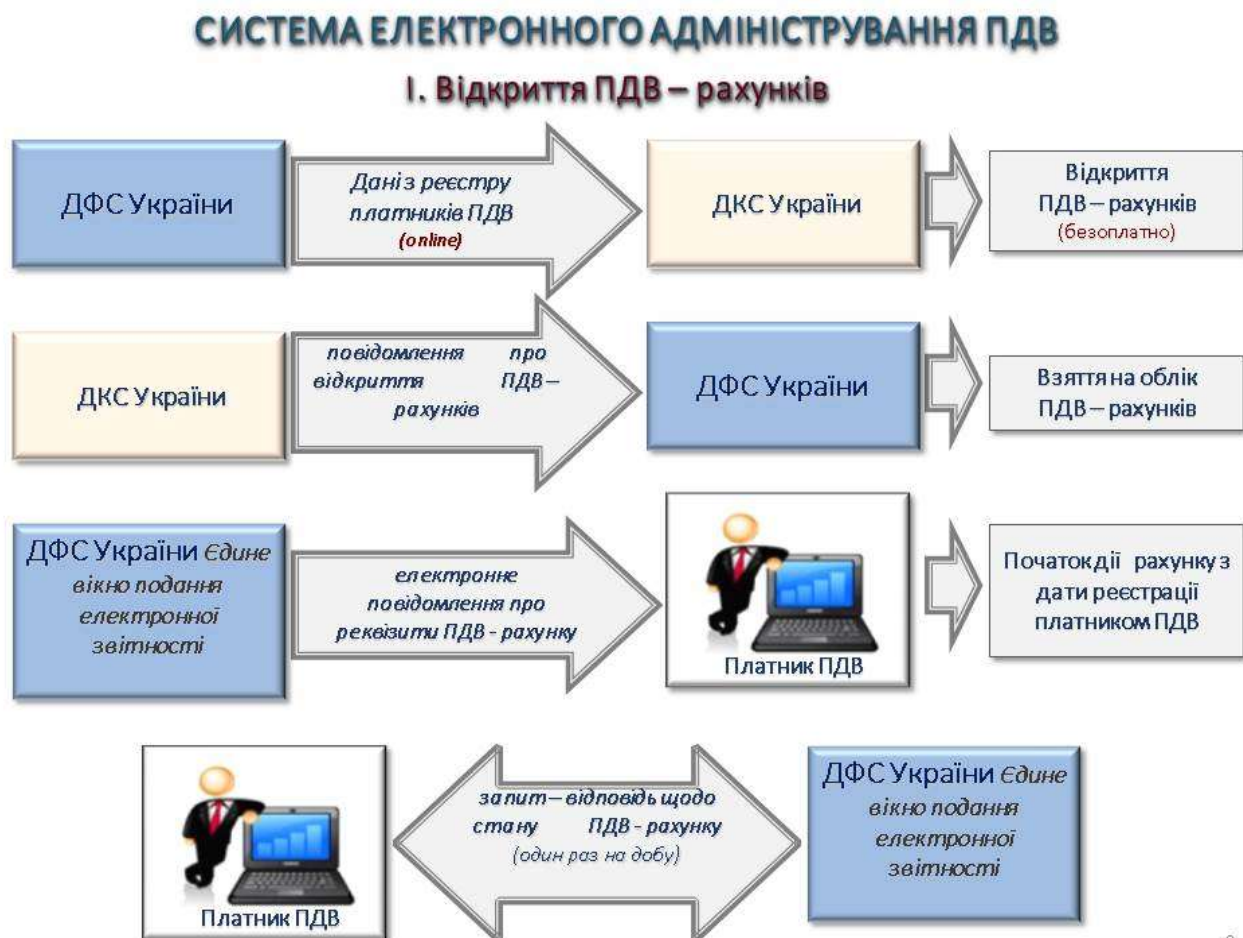 СИСТЕМА ЕЛЕКТРОННОГО АДМІНІСТРУВАННЯ ПДВ
І. Відкриття ПДВ – рахунків
ДФС України
Дані з реєстру
платників ПДВ
(online)
ДКС України
Відкриття
ПДВ – рахунків
(безоплатно)
ДКС України
повідомлення про
відкриття ПДВ –
рахунків
ДФС України
Взяття на облік
ПДВ – рахунків
ДФС України Єдине
вікно подання
електронної
звітності
електронне
повідомлення про
реквізити ПДВ - рахунку
Платник ПДВ
Початок дії рахунку з
дати реєстрації
платником ПДВ
Платник ПДВ
запит – відповідь щодо
стану ПДВ - рахунку
(один раз на добу)
ДФС України Єдине
вікно подання
електронної
звітності